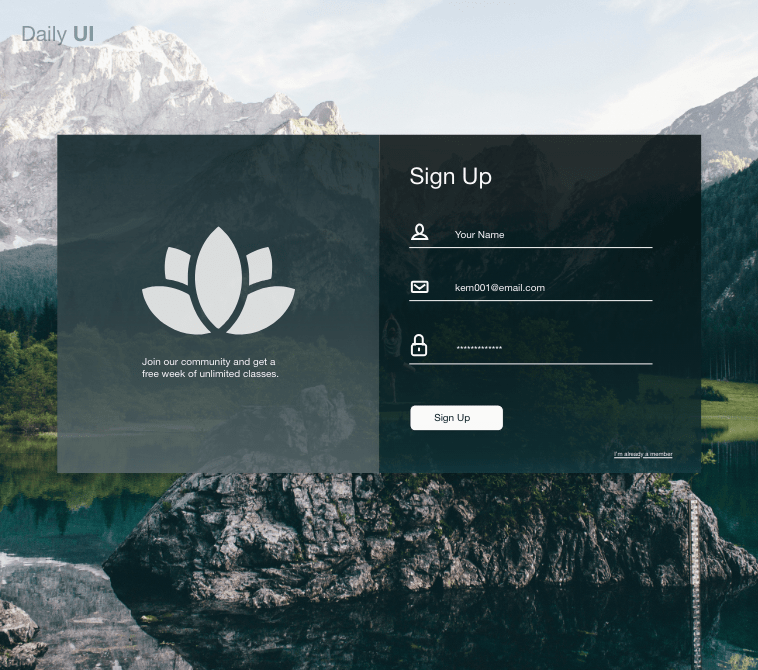 Daily UI
Sign Up
Your Name
kem001@email.com
*************
Join our community and get a
free week of unlimited classes.
Sign Up
I'm already a member